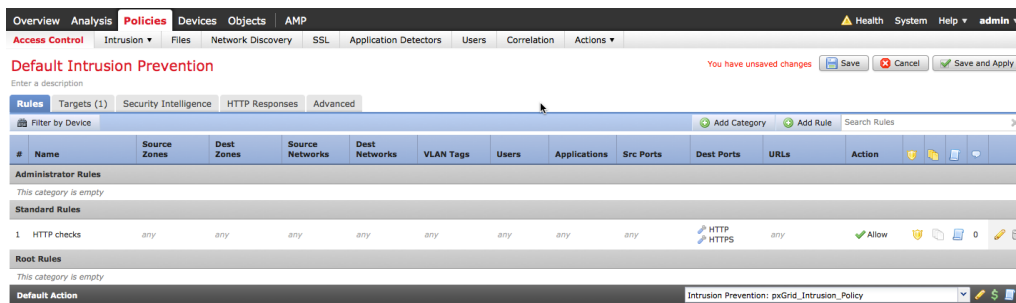 Overview Analysis Policies Devices Objects AMP Health System Help admin
Access Control Intrusion Files Network Discovery SSL Application Detectors Users Correlation Actions
Default Intrusion Prevention
You have unsaved changes Save Cancel Save and Apply
Enter a description
Rules Targets (1) Security Intelligence HTTP Responses Advanced
Filter by Device Add Category Add Rule Search Rules
# Name Source Zones Dest Zones Source Networks Dest Networks VLAN Tags Users Applications Src Ports Dest Ports URLs Action
Administrator Rules
This category is empty
Standard Rules
1 HTTP checks any any any any any any any any HTTP HTTPS any Allow 0
Root Rules
This category is empty
Default Action Intrusion Prevention: pxGrid_Intrusion_Policy